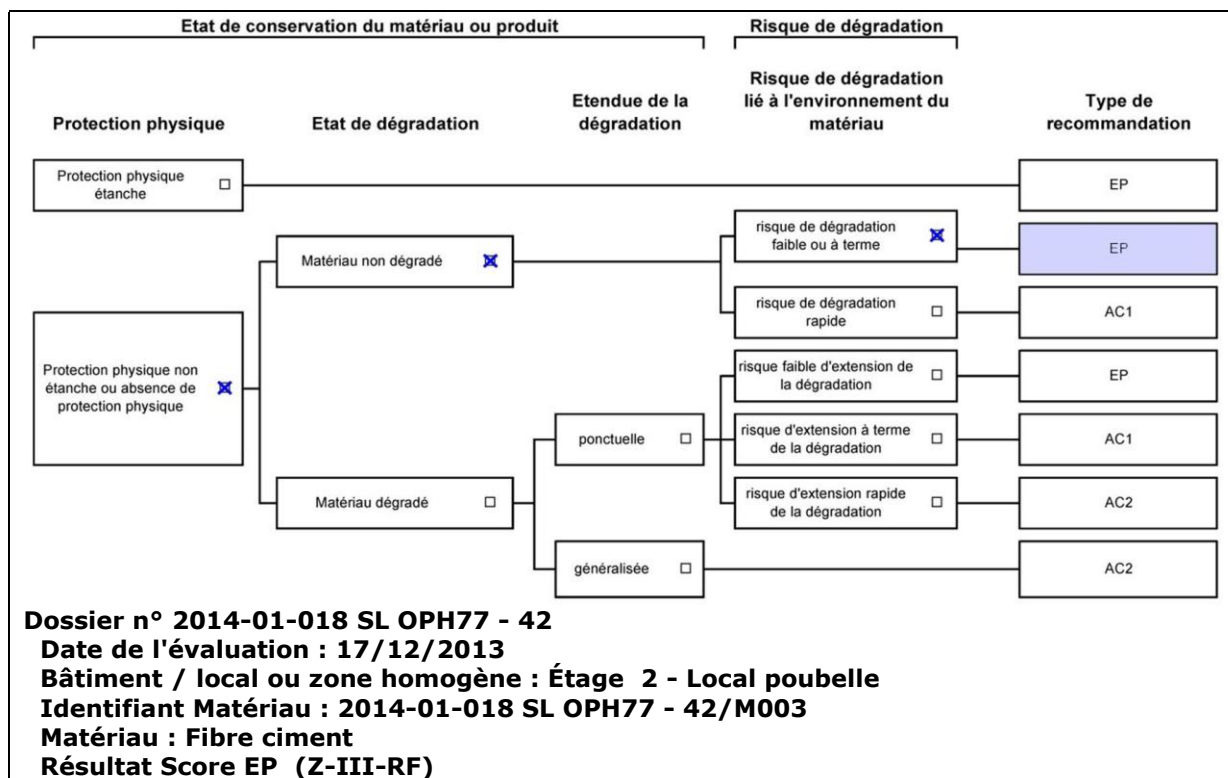 Etat de conservation du matériau ou produit
Risque de dégradation
Protection physique
Etat de dégradation
Etendue de la
dégradation
Risque de dégradation
lié à l'environnement du
matériau
Type de
recommandation
Protection physique
étanche
EP
risque de dégradation
faible ou à terme
EP
Matériau non dégradé
risque de dégradation
rapide
AC1
Protection physique non
étanche ou absence de
protection physique
risque faible d'extension de
la dégradation
EP
ponctuelle
risque d'extension à terme
de la dégradation
AC1
Matériau dégradé
risque d'extension rapide
de la dégradation
AC2
généralisée
AC2
Dossier n° 2014-01-018 SL OPH77 - 42
Date de l'évaluation : 17/12/2013
Bâtiment / local ou zone homogène : Étage 2 - Local poubelle
Identifiant Matériau : 2014-01-018 SL OPH77 - 42/M003
Matériau : Fibre ciment
Résultat Score EP (Z-III-RF)